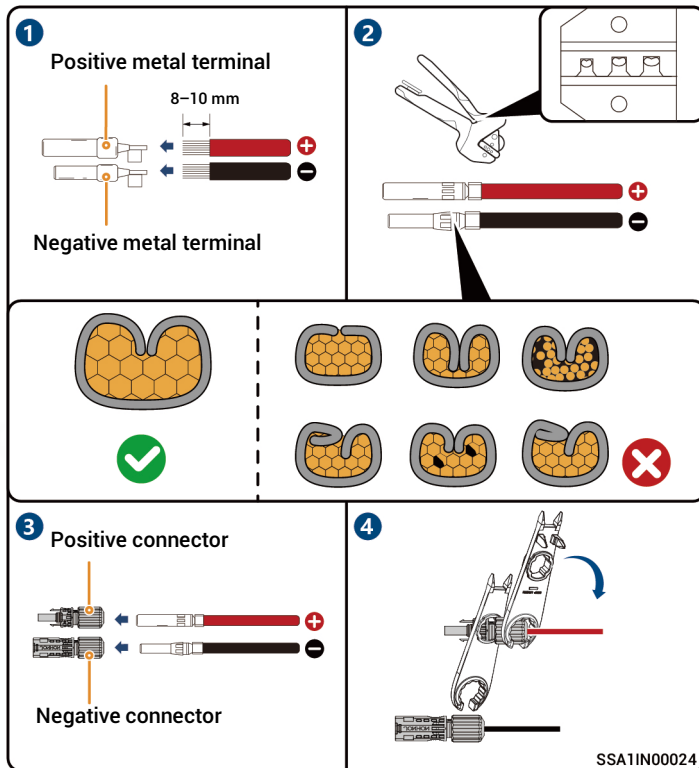 1
Positive metal terminal
8–10 mm
+
−
Negative metal terminal
2
+
−
3
Positive connector
+
−
Negative connector
4
SSA1IN00024